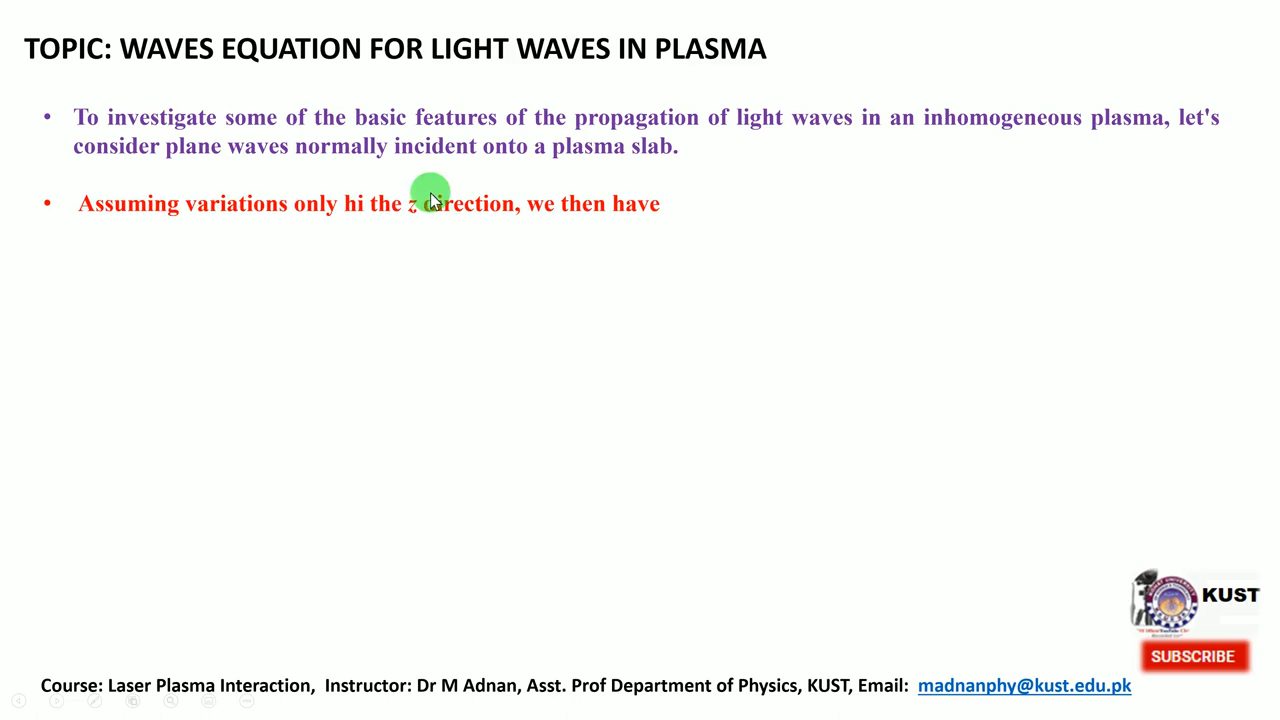 TOPIC: WAVES EQUATION FOR LIGHT WAVES IN PLASMA
• To investigate some of the basic features of the propagation of light waves in an inhomogeneous plasma, let's
consider plane waves normally incident onto a plasma slab.
• Assuming variations only hi the z direction, we then have
KUST
SUBSCRIBE
Course: Laser Plasma Interaction, Instructor: Dr M Adnan, Asst. Prof Department of Physics, KUST, Email: madnanphy@kust.edu.pk